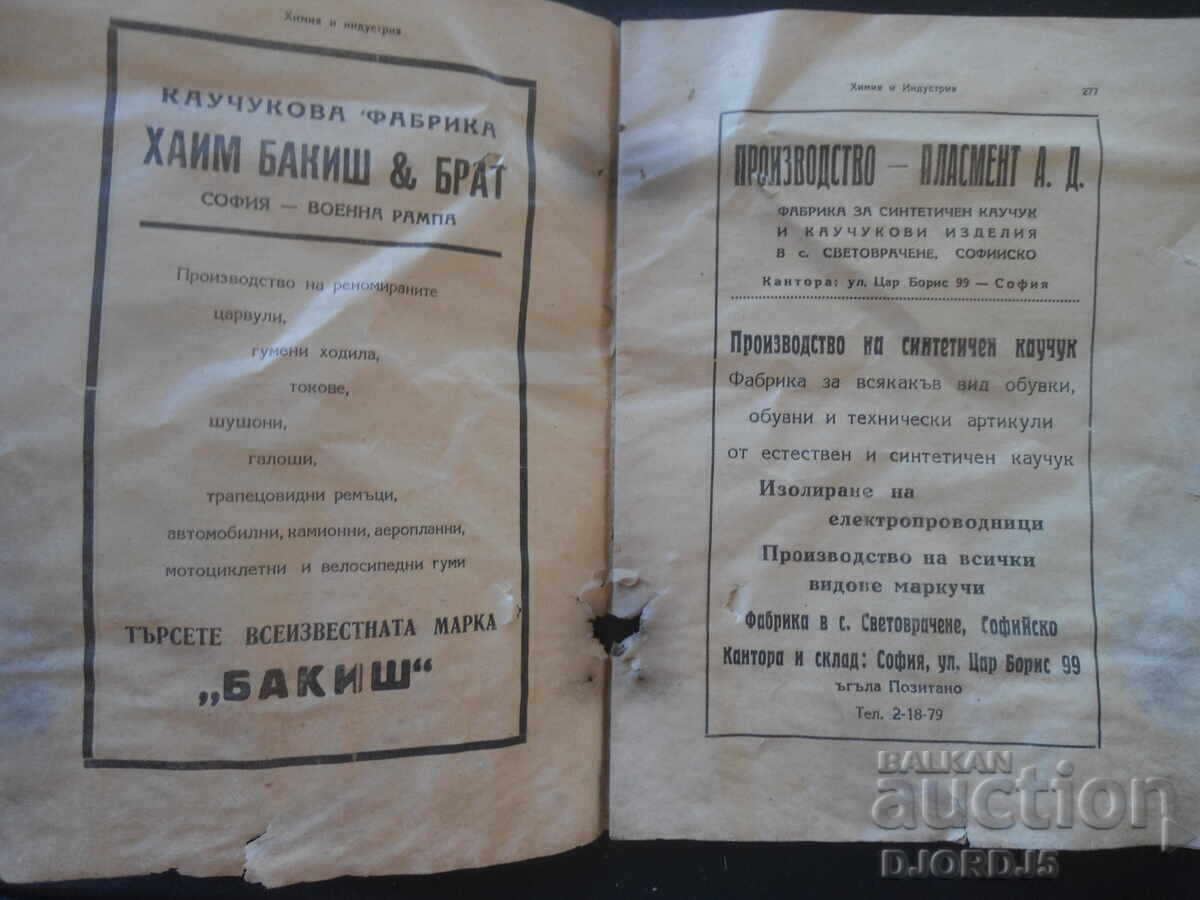 Химия и индустрия
КАУЧУКОВА ФАБРИКА
ХАИМ БАКИШ & БРАТ
СОФИЯ — ВОЕННА РАМПА
Производство на реномираните
царвули,
гумени ходила,
токове,
шушони,
галоши,
трапецовидни ремъци,
автомобилни, камионни, аеропланни,
мотоциклетни и велосипедни гуми
ТЪРСЕТЕ ВСЕИЗВЕСТНАТА МАРКА
„БАКИШ“
Химия и Индустрия 277
ПРОИЗВОДСТВО — ПЛАСМЕНТ А. Д.
ФАБРИКА ЗА СИНТЕТИЧЕН КАУЧУК
И КАУЧУКОВИ ИЗДЕЛИЯ
В с. СВЕТОВРАЧЕНЕ, СОФИИСКО
Кантора: ул. Цар Борис 99 — София
Производство на синтетичен каучук
Фабрика за всякакъв вид обувки,
обувни и технически артикули
от естествен и синтетичен каучук
Изолиране на
електропроводници
Производство на всички
видове маркучи
Фабрика в с. Световрачене, Софийско
Кантора и склад: София, ул. Цар Борис 99
ъгъла Позитано
Тел. 2-18-79
BALKAN
auction
DJORDJ5